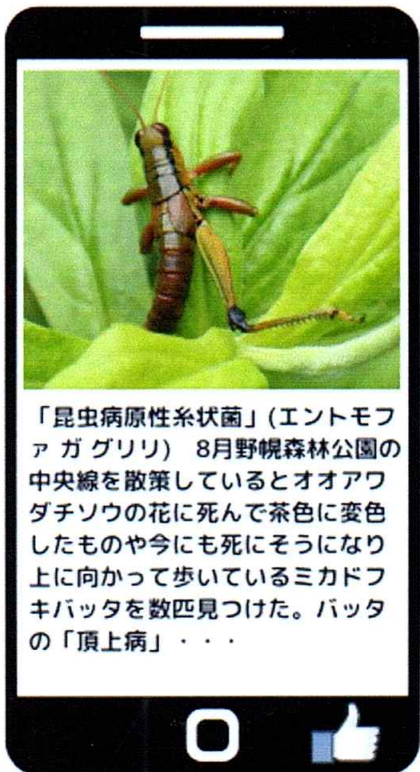 「昆虫病原性糸状菌」(エントモフ
ァ ガ グリリ)　8月野幌森林公園の
中央線を散策しているとオオアワ
ダチソウの花に死んで茶色に変色
したものや今にも死にそうになり
上に向かって歩いているミカドフ
キバッタを数匹見つけた。バッタ
の「頂上病」・・・